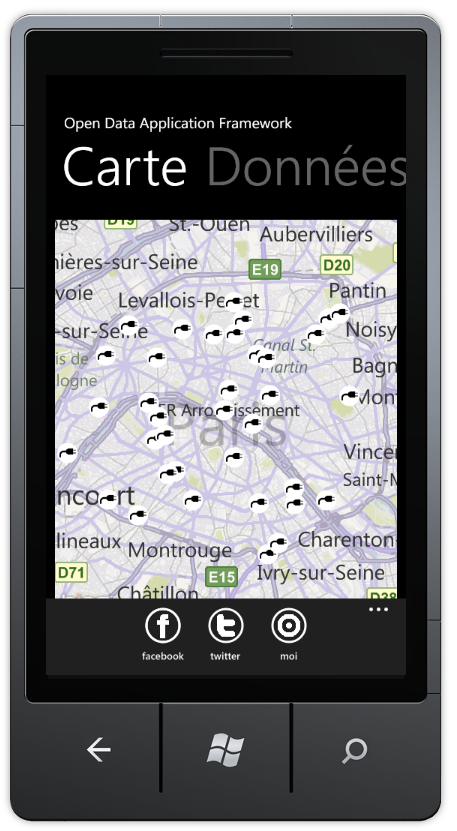 Open Data Application Framework
Carte Données
D19
St.-Ouen
Aubervilliers
nières-sur-Seine
E19
D20
voie
Levallois-Perret
Pantin
-sur-Seine
Noisy
Canal St.
Martin
is de
logne
Bagn
Mont
ER Arrondissement
Paris
Vincen
Saint-M
ncourt
lineaux
Montrouge
Charenton-
D71
E15
Ivry-sur-Seine
Châtillon
D38
facebook
twitter
moi